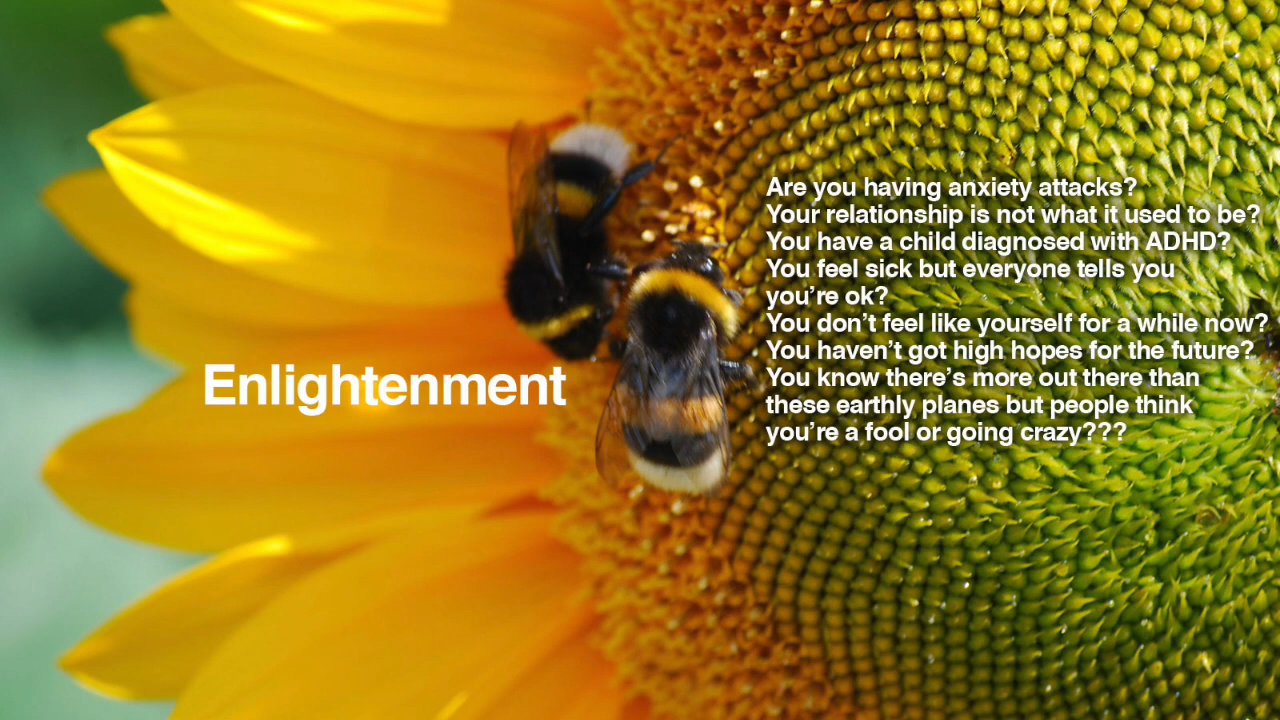 Enlightenment
Are you having anxiety attacks?
Your relationship is not what it used to be?
You have a child diagnosed with ADHD?
You feel sick but everyone tells you
you’re ok?
You don’t feel like yourself for a while now?
You haven’t got high hopes for the future?
You know there’s more out there than
these earthly planes but people think
you’re a fool or going crazy???